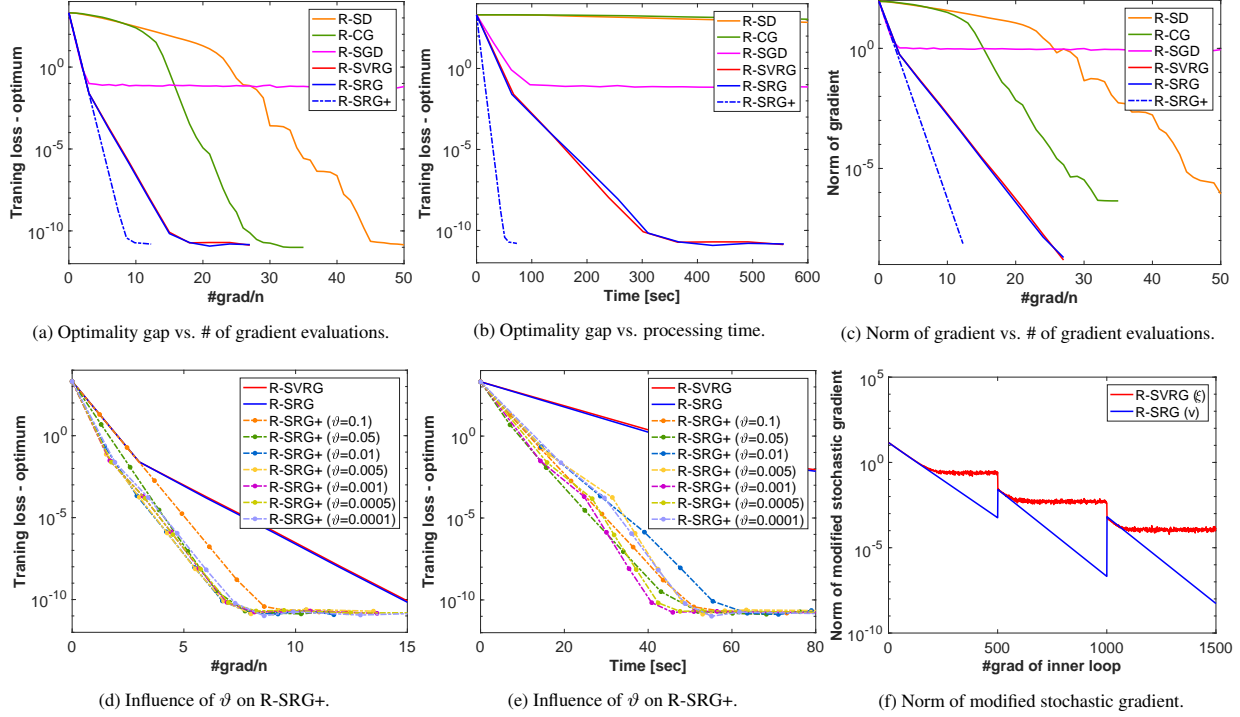 Traning loss - optimum
10^0
10^-5
10^-10
0 10 20 30 40 50
#grad/n
R-SD
R-CG
R-SGD
R-SVRG
R-SRG
R-SRG+
(a) Optimality gap vs. # of gradient evaluations.
Traning loss - optimum
10^0
10^-5
10^-10
0 100 200 300 400 500 600
Time [sec]
R-SD
R-CG
R-SGD
R-SVRG
R-SRG
R-SRG+
(b) Optimality gap vs. processing time.
Norm of gradient
10^0
10^-5
0 10 20 30 40 50
#grad/n
R-SD
R-CG
R-SGD
R-SVRG
R-SRG
R-SRG+
(c) Norm of gradient vs. # of gradient evaluations.
Traning loss - optimum
10^0
10^-5
10^-10
0 5 10 15
#grad/n
R-SVRG
R-SRG
R-SRG+ (ϑ=0.1)
R-SRG+ (ϑ=0.05)
R-SRG+ (ϑ=0.01)
R-SRG+ (ϑ=0.005)
R-SRG+ (ϑ=0.001)
R-SRG+ (ϑ=0.0005)
R-SRG+ (ϑ=0.0001)
(d) Influence of ϑ on R-SRG+.
Traning loss - optimum
10^0
10^-5
10^-10
0 20 40 60 80
Time [sec]
R-SVRG
R-SRG
R-SRG+ (ϑ=0.1)
R-SRG+ (ϑ=0.05)
R-SRG+ (ϑ=0.01)
R-SRG+ (ϑ=0.005)
R-SRG+ (ϑ=0.001)
R-SRG+ (ϑ=0.0005)
R-SRG+ (ϑ=0.0001)
(e) Influence of ϑ on R-SRG+.
Norm of modified stochastic gradient
10^5
10^0
10^-5
10^-10
0 500 1000 1500
#grad of inner loop
R-SVRG (ξ)
R-SRG (v)
(f) Norm of modified stochastic gradient.